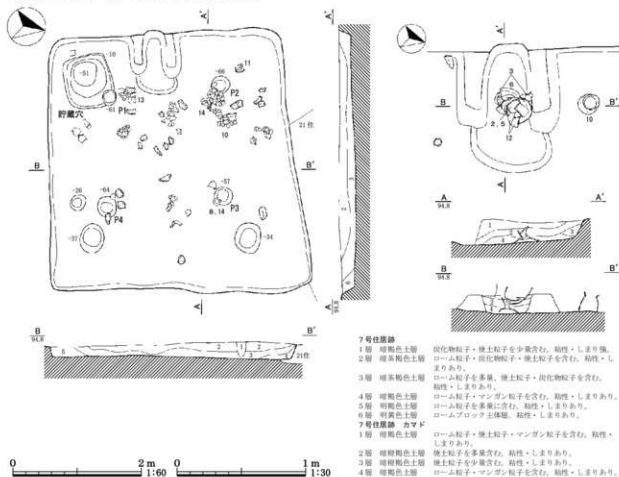 A'
-10
-51
-61
13
P1
貯蔵穴
-66
11
P2
14
10
12
21住
B
B'
-26
-64
P4
-37
-57
P3
8,14
-34
A
A'
A
94.8
B
94.8
B'
21住
A'
3
6
2,5
12
10
B
B'
A
A
94.8
A'
B
94.8
B'
7号住居跡
1層 暗褐色土層 炭化物粒子・焼土粒子を少量含む。粘性・しまり強。
2層 暗茶褐色土層 ローム粒子・炭化物粒子・焼土粒子を含む。粘性・し
まりあり。
3層 暗茶褐色土層 ローム粒子を多量、焼土粒子・炭化物粒子を含む。
粘性・しまりあり。
4層 暗褐色土層 ローム粒子・マンガン粒子を含む。粘性・しまりあり。
5層 明褐色土層 ローム粒子を多量に含む。粘性・しまりあり。
6層 明黄色土層 ロームブロック主体層。粘性・しまりあり。
7号住居跡 カマド
1層 暗褐色土層 ローム粒子・焼土粒子・マンガン粒子を含む。粘性・
しまりあり。
2層 暗橙褐色土層 焼土粒子を多量含む。粘性・しまりあり。
3層 暗橙褐色土層 焼土粒子を少量含む。粘性・しまりあり。
4層 暗褐色土層 ローム粒子・マンガン粒子を含む。粘性・しまりあり。
0 2m
1:60
0 1m
1:30